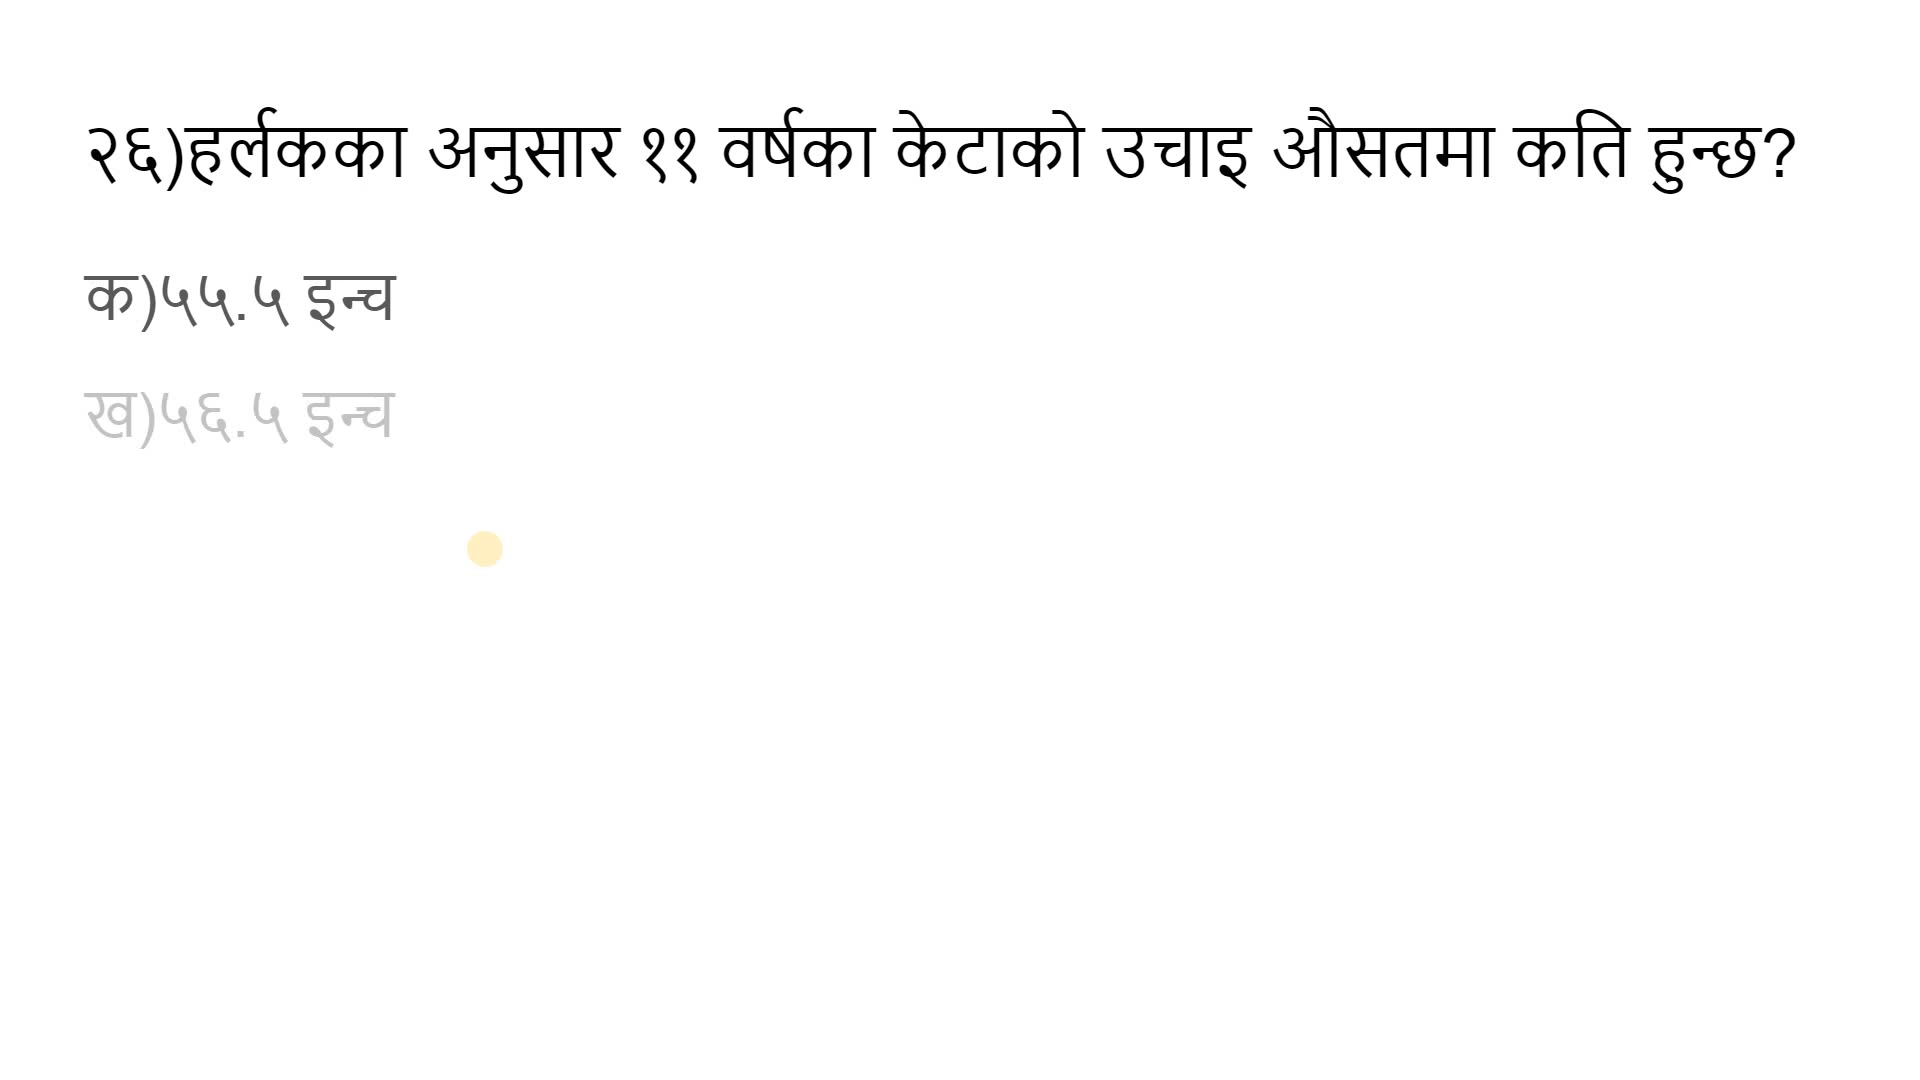 २६)हर्लकका अनुसार ११ वर्षका केटाको उचाइ औसतमा कति हुन्छ?
क)५५.५ इन्च
ख)५६.५ इन्च